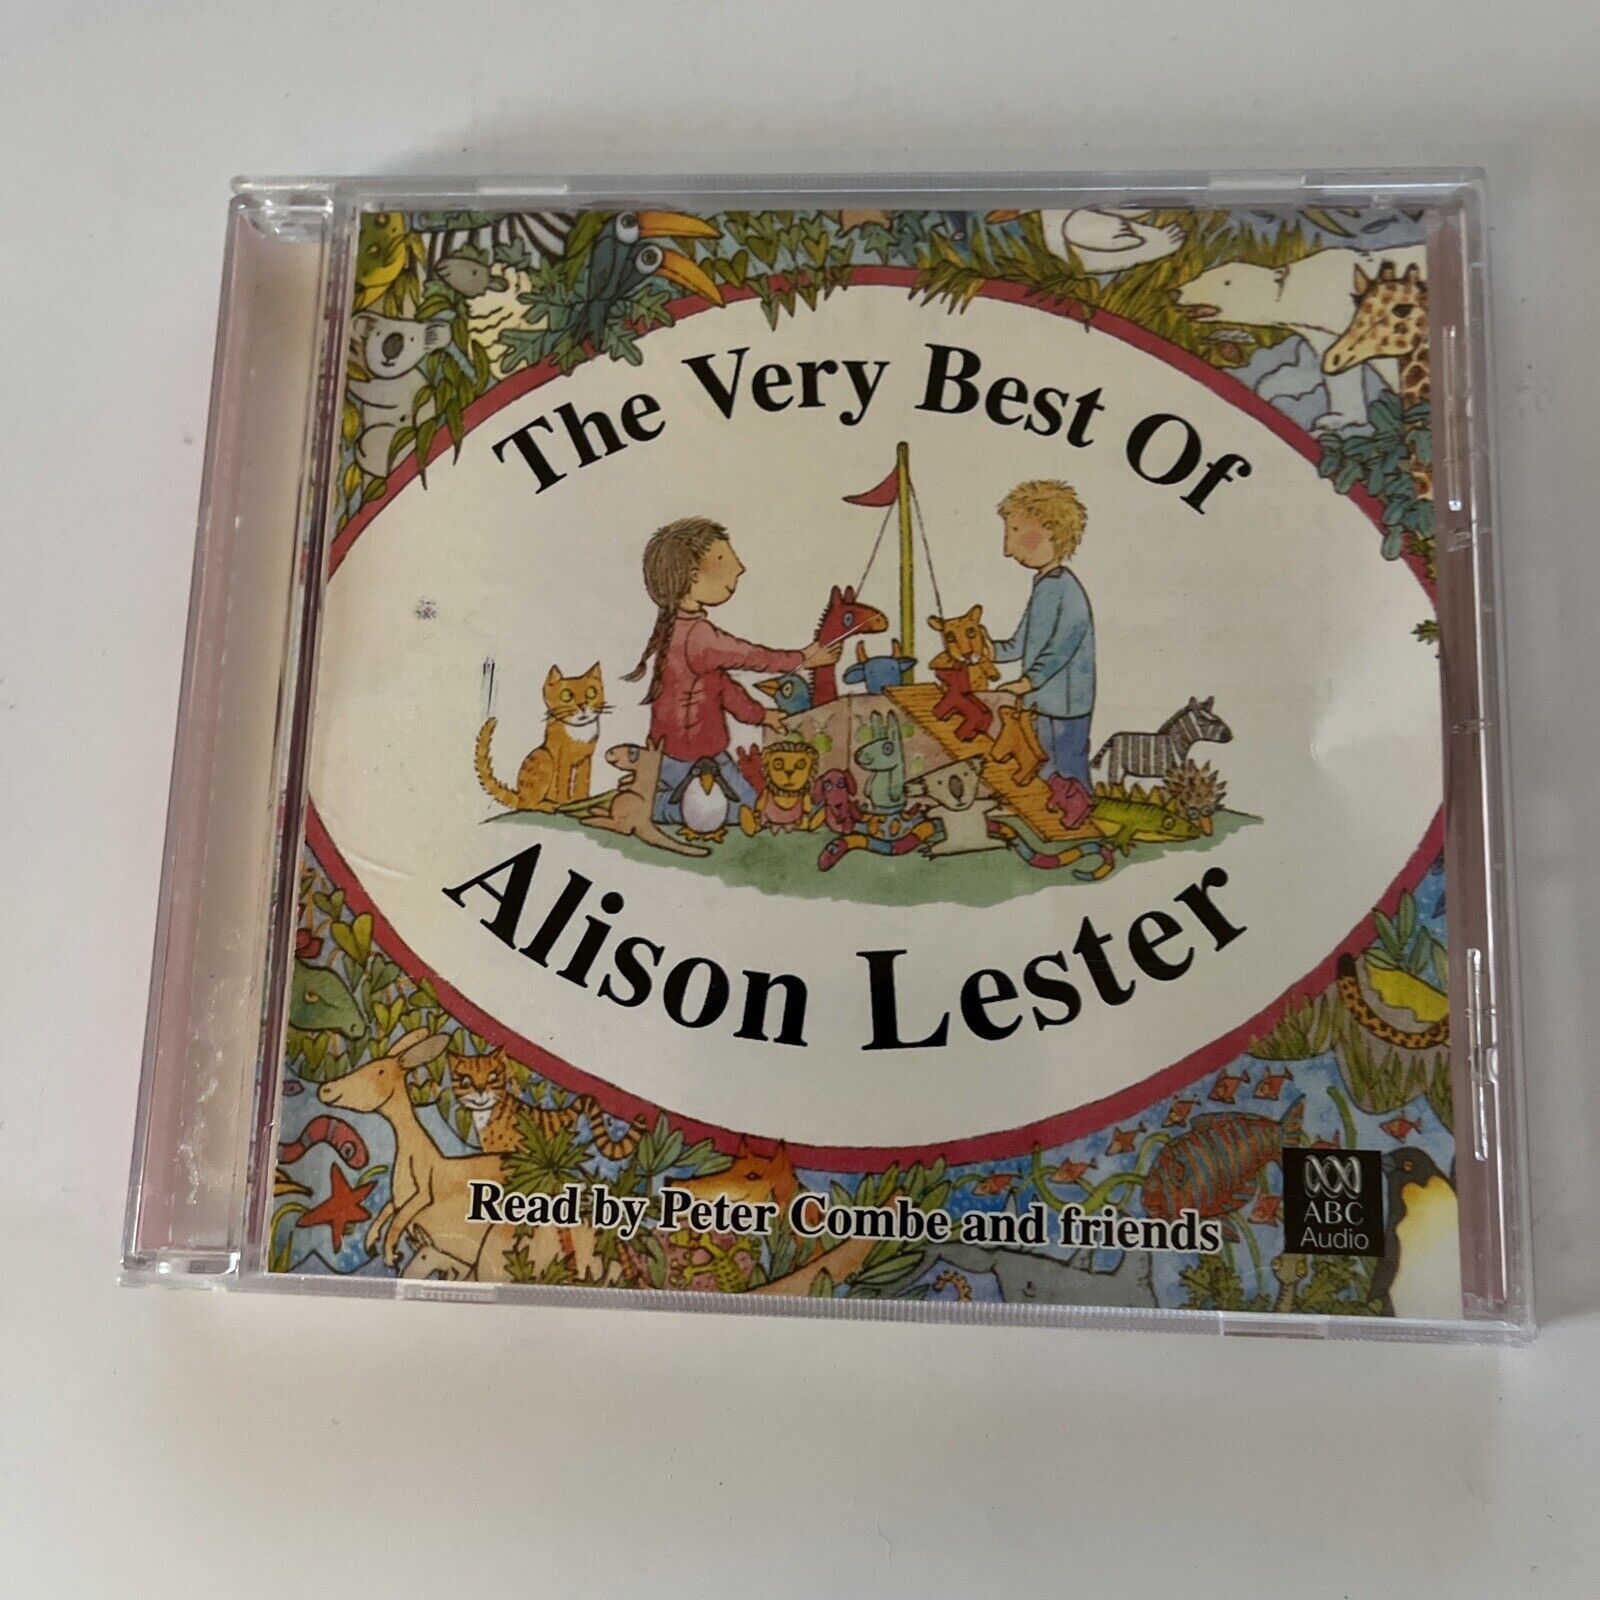 The Very Best Of
Alison Lester
Read by Peter Combe and friends
ABC
Audio